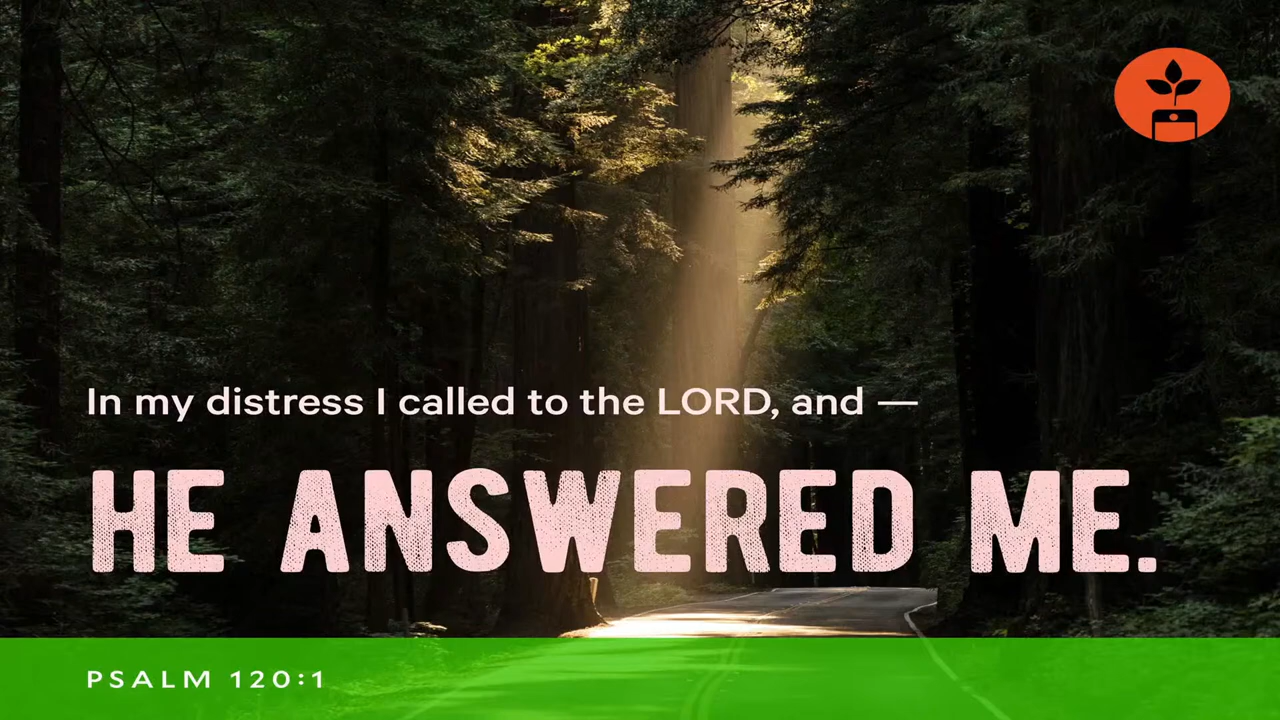 In my distress I called to the LORD, and —
HE ANSWERED ME.
PSALM 120:1